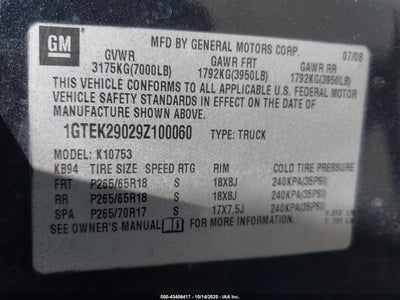 GM
MFD BY GENERAL MOTORS CORP.
07/08
GVWR GAWR FRT GAWR RR
3175KG(7000LB) 1792KG(3950LB) 1792KG(3950LB)
THIS VEHICLE CONFORMS TO ALL APPLICABLE U.S. FEDERAL MOTOR
VEHICLE SAFETY STANDARDS IN EFFECT ON THE DATE OF
MANUFACTURE SHOWN ABOVE.
1GTEK29029Z100060 TYPE: TRUCK
MODEL: K10753
KB94 TIRE SIZE SPEED RTG RIM COLD TIRE PRESSURE
FRT P265/65R18 S 18X8J 240KPA(35PSI)
RR P265/65R18 S 18X8J 240KPA(35PSI)
SPA P265/70R17 S 17X7.5J 240KPA(35PSI)
SEE OWNER'S MANUAL FOR ADDITIONAL INFORMATION.
000-43408417 - 10/14/2025 - IAAI.COM